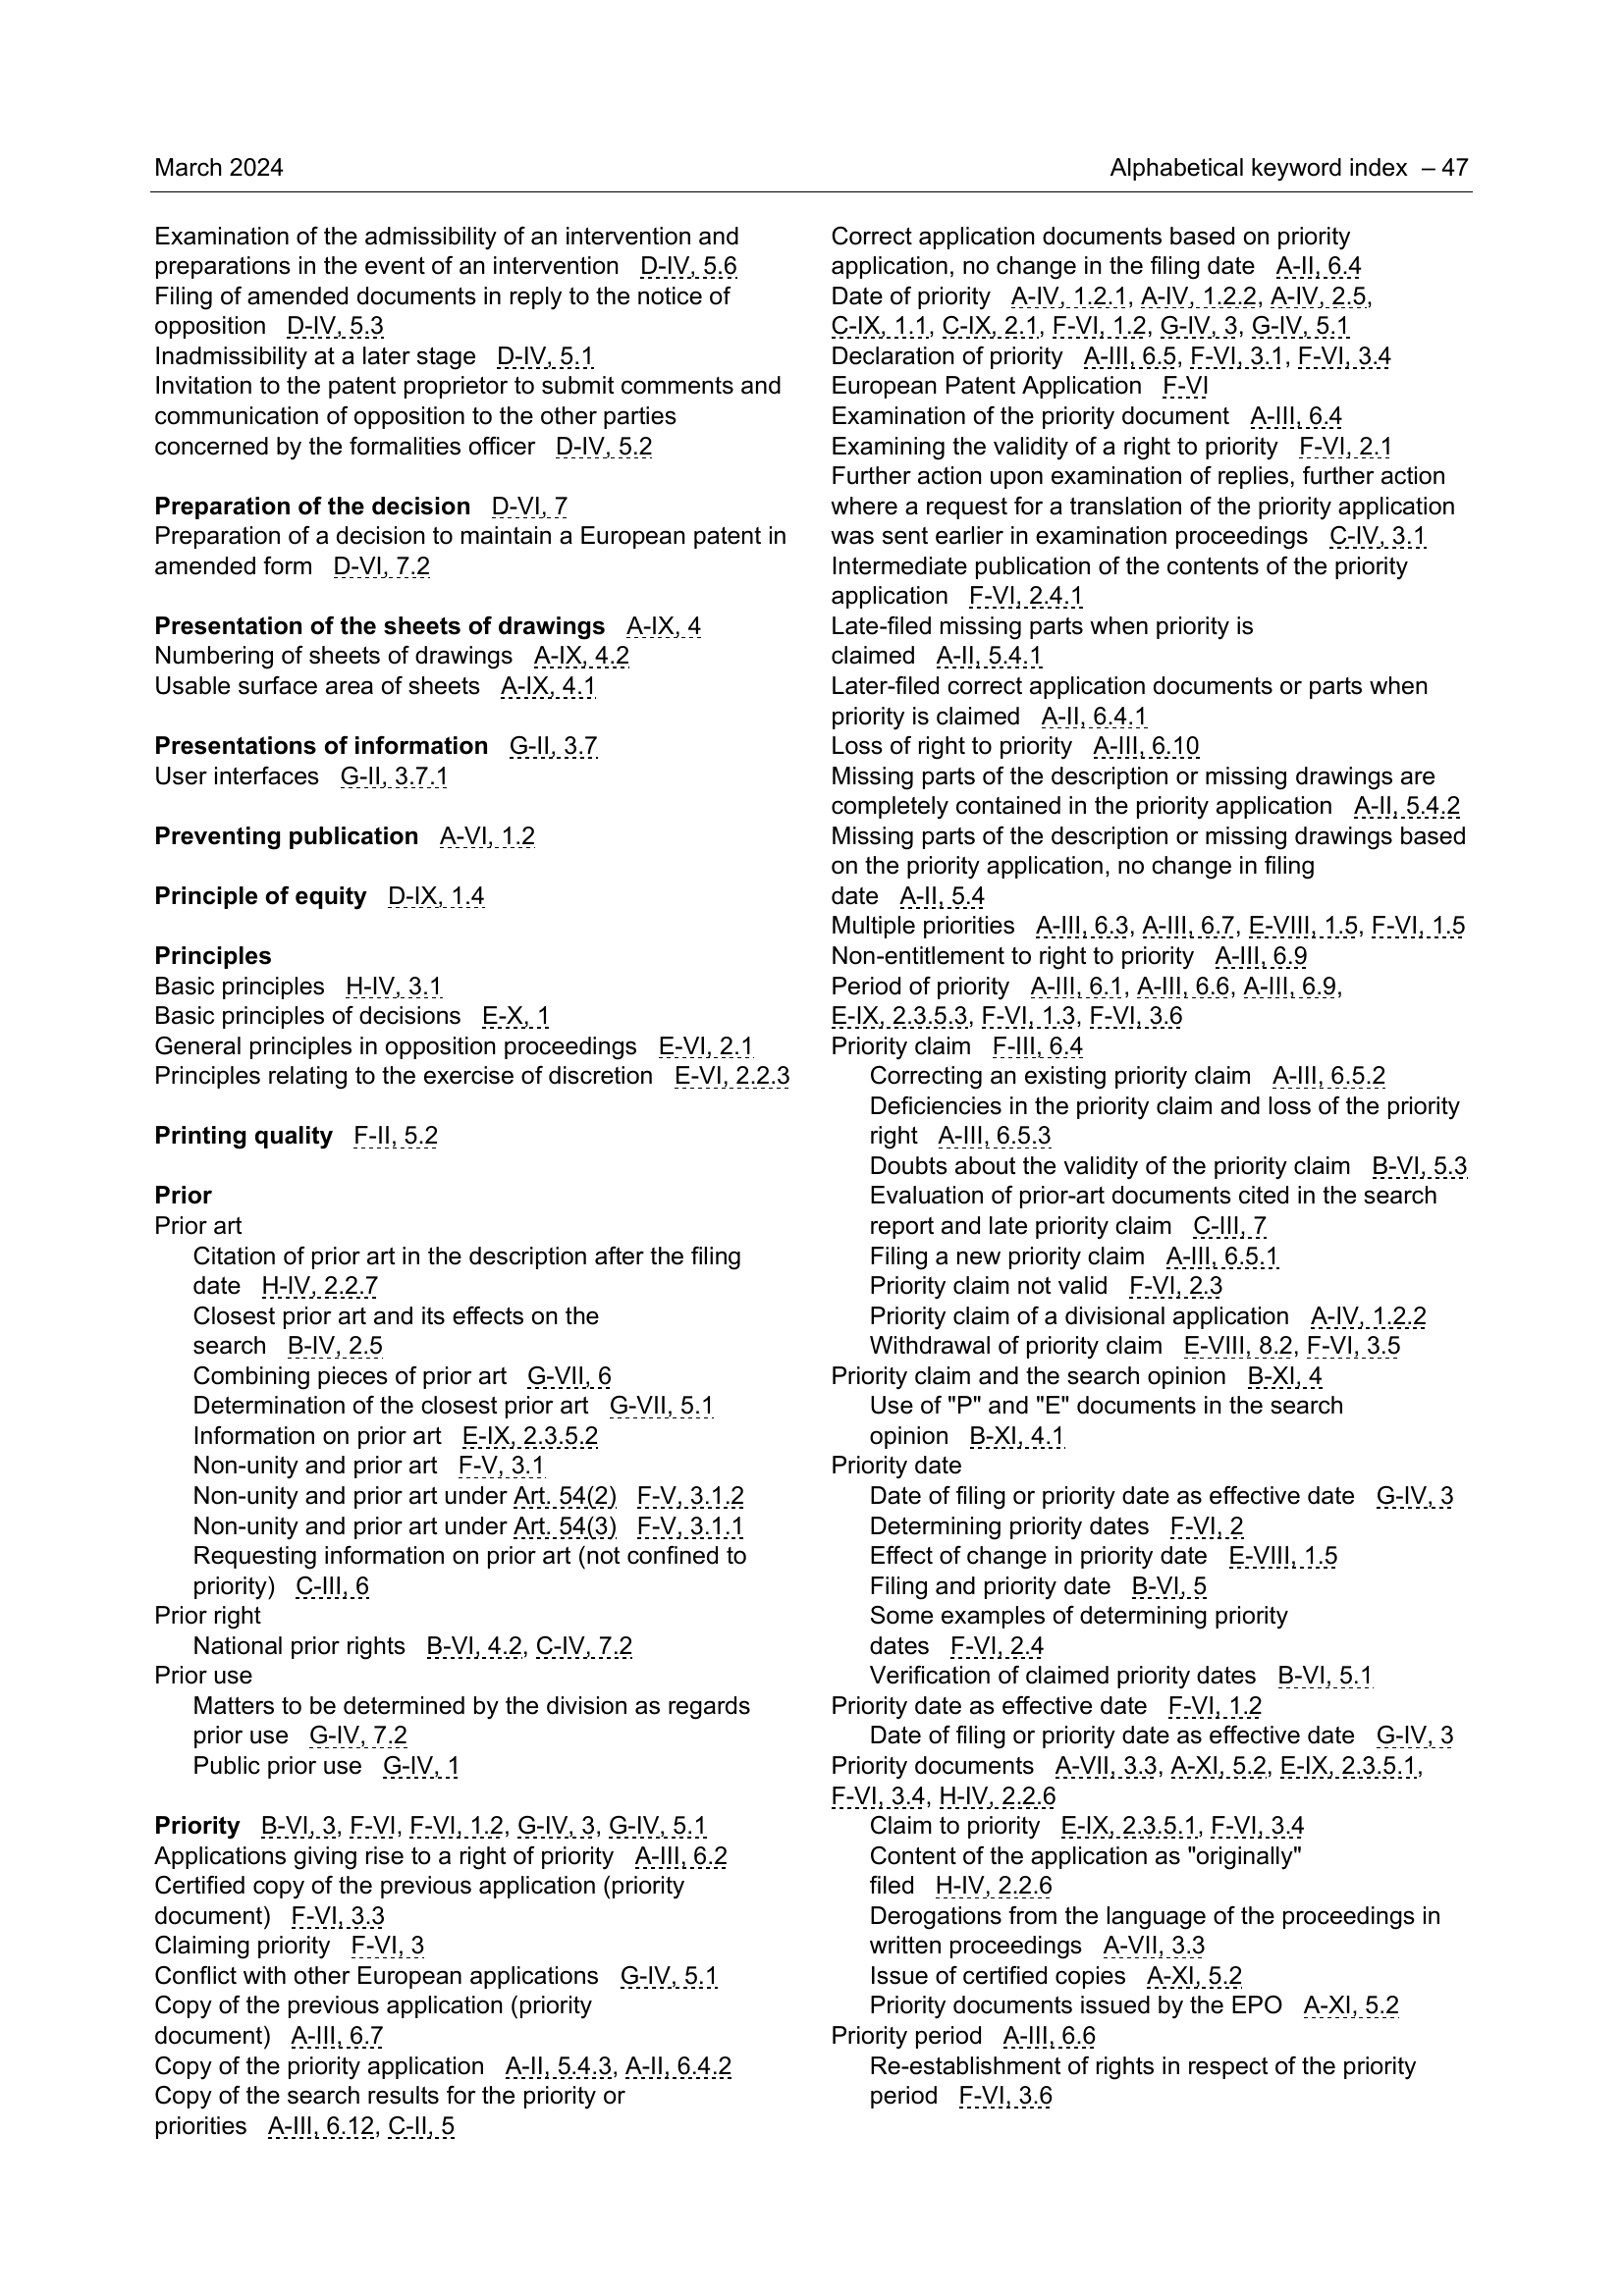 March 2024
Alphabetical keyword index – 47
Examination of the admissibility of an intervention and
preparations in the event of an intervention D-IV, 5.6
Filing of amended documents in reply to the notice of
opposition D-IV, 5.3
Inadmissibility at a later stage D-IV, 5.1
Invitation to the patent proprietor to submit comments and
communication of opposition to the other parties
concerned by the formalities officer D-IV, 5.2
Preparation of the decision D-VI, 7
Preparation of a decision to maintain a European patent in
amended form D-VI, 7.2
Presentation of the sheets of drawings A-IX, 4
Numbering of sheets of drawings A-IX, 4.2
Usable surface area of sheets A-IX, 4.1
Presentations of information G-II, 3.7
User interfaces G-II, 3.7.1
Preventing publication A-VI, 1.2
Principle of equity D-IX, 1.4
Principles
Basic principles H-IV, 3.1
Basic principles of decisions E-X, 1
General principles in opposition proceedings E-VI, 2.1
Principles relating to the exercise of discretion E-VI, 2.2.3
Printing quality F-II, 5.2
Prior
Prior art
Citation of prior art in the description after the filing
date H-IV, 2.2.7
Closest prior art and its effects on the
search B-IV, 2.5
Combining pieces of prior art G-VII, 6
Determination of the closest prior art G-VII, 5.1
Information on prior art E-IX, 2.3.5.2
Non-unity and prior art F-V, 3.1
Non-unity and prior art under Art. 54(2) F-V, 3.1.2
Non-unity and prior art under Art. 54(3) F-V, 3.1.1
Requesting information on prior art (not confined to
priority) C-III, 6
Prior right
National prior rights B-VI, 4.2, C-IV, 7.2
Prior use
Matters to be determined by the division as regards
prior use G-IV, 7.2
Public prior use G-IV, 1
Priority B-VI, 3, F-VI, F-VI, 1.2, G-IV, 3, G-IV, 5.1
Applications giving rise to a right of priority A-III, 6.2
Certified copy of the previous application (priority
document) F-VI, 3.3
Claiming priority F-VI, 3
Conflict with other European applications G-IV, 5.1
Copy of the previous application (priority
document) A-III, 6.7
Copy of the priority application A-II, 5.4.3, A-II, 6.4.2
Copy of the search results for the priority or
priorities A-III, 6.12, C-II, 5
Correct application documents based on priority
application, no change in the filing date A-II, 6.4
Date of priority A-IV, 1.2.1, A-IV, 1.2.2, A-IV, 2.5,
C-IX, 1.1, C-IX, 2.1, F-VI, 1.2, G-IV, 3, G-IV, 5.1
Declaration of priority A-III, 6.5, F-VI, 3.1, F-VI, 3.4
European Patent Application F-VI
Examination of the priority document A-III, 6.4
Examining the validity of a right to priority F-VI, 2.1
Further action upon examination of replies, further action
where a request for a translation of the priority application
was sent earlier in examination proceedings C-IV, 3.1
Intermediate publication of the contents of the priority
application F-VI, 2.4.1
Late-filed missing parts when priority is
claimed A-II, 5.4.1
Later-filed correct application documents or parts when
priority is claimed A-II, 6.4.1
Loss of right to priority A-III, 6.10
Missing parts of the description or missing drawings are
completely contained in the priority application A-II, 5.4.2
Missing parts of the description or missing drawings based
on the priority application, no change in filing
date A-II, 5.4
Multiple priorities A-III, 6.3, A-III, 6.7, E-VIII, 1.5, F-VI, 1.5
Non-entitlement to right to priority A-III, 6.9
Period of priority A-III, 6.1, A-III, 6.6, A-III, 6.9,
E-IX, 2.3.5.3, F-VI, 1.3, F-VI, 3.6
Priority claim F-III, 6.4
Correcting an existing priority claim A-III, 6.5.2
Deficiencies in the priority claim and loss of the priority
right A-III, 6.5.3
Doubts about the validity of the priority claim B-VI, 5.3
Evaluation of prior-art documents cited in the search
report and late priority claim C-III, 7
Filing a new priority claim A-III, 6.5.1
Priority claim not valid F-VI, 2.3
Priority claim of a divisional application A-IV, 1.2.2
Withdrawal of priority claim E-VIII, 8.2, F-VI, 3.5
Priority claim and the search opinion B-XI, 4
Use of "P" and "E" documents in the search
opinion B-XI, 4.1
Priority date
Date of filing or priority date as effective date G-IV, 3
Determining priority dates F-VI, 2
Effect of change in priority date E-VIII, 1.5
Filing and priority date B-VI, 5
Some examples of determining priority
dates F-VI, 2.4
Verification of claimed priority dates B-VI, 5.1
Priority date as effective date F-VI, 1.2
Date of filing or priority date as effective date G-IV, 3
Priority documents A-VII, 3.3, A-XI, 5.2, E-IX, 2.3.5.1,
F-VI, 3.4, H-IV, 2.2.6
Claim to priority E-IX, 2.3.5.1, F-VI, 3.4
Content of the application as "originally"
filed H-IV, 2.2.6
Derogations from the language of the proceedings in
written proceedings A-VII, 3.3
Issue of certified copies A-XI, 5.2
Priority documents issued by the EPO A-XI, 5.2
Priority period A-III, 6.6
Re-establishment of rights in respect of the priority
period F-VI, 3.6